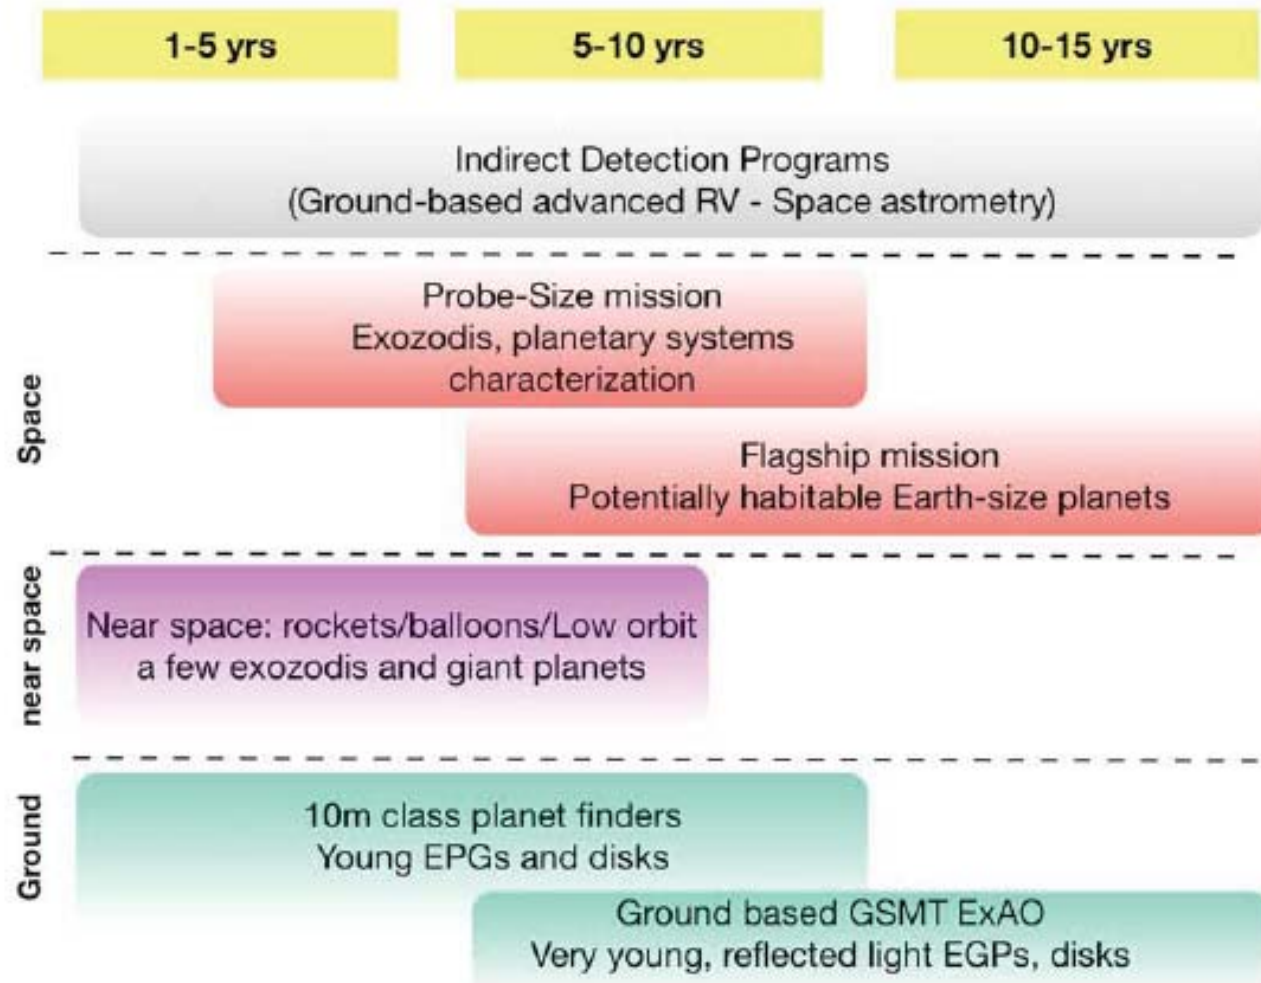 1-5 yrs
5-10 yrs
10-15 yrs
Indirect Detection Programs
(Ground-based advanced RV - Space astrometry)
Space
Probe-Size mission
Exozodis, planetary systems
characterization
Flagship mission
Potentially habitable Earth-size planets
near space
Near space: rockets/balloons/Low orbit
a few exozodis and giant planets
Ground
10m class planet finders
Young EPGs and disks
Ground based GSMT ExAO
Very young, reflected light EGPs, disks